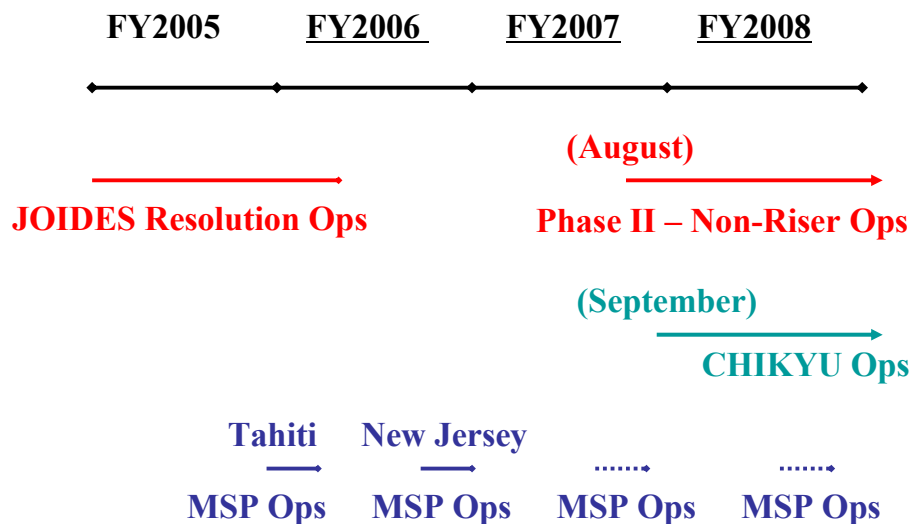 FY2005 FY2006 FY2007 FY2008
(August)
JOIDES Resolution Ops Phase II – Non-Riser Ops
(September)
CHIKYU Ops
Tahiti New Jersey
MSP Ops MSP Ops MSP Ops MSP Ops